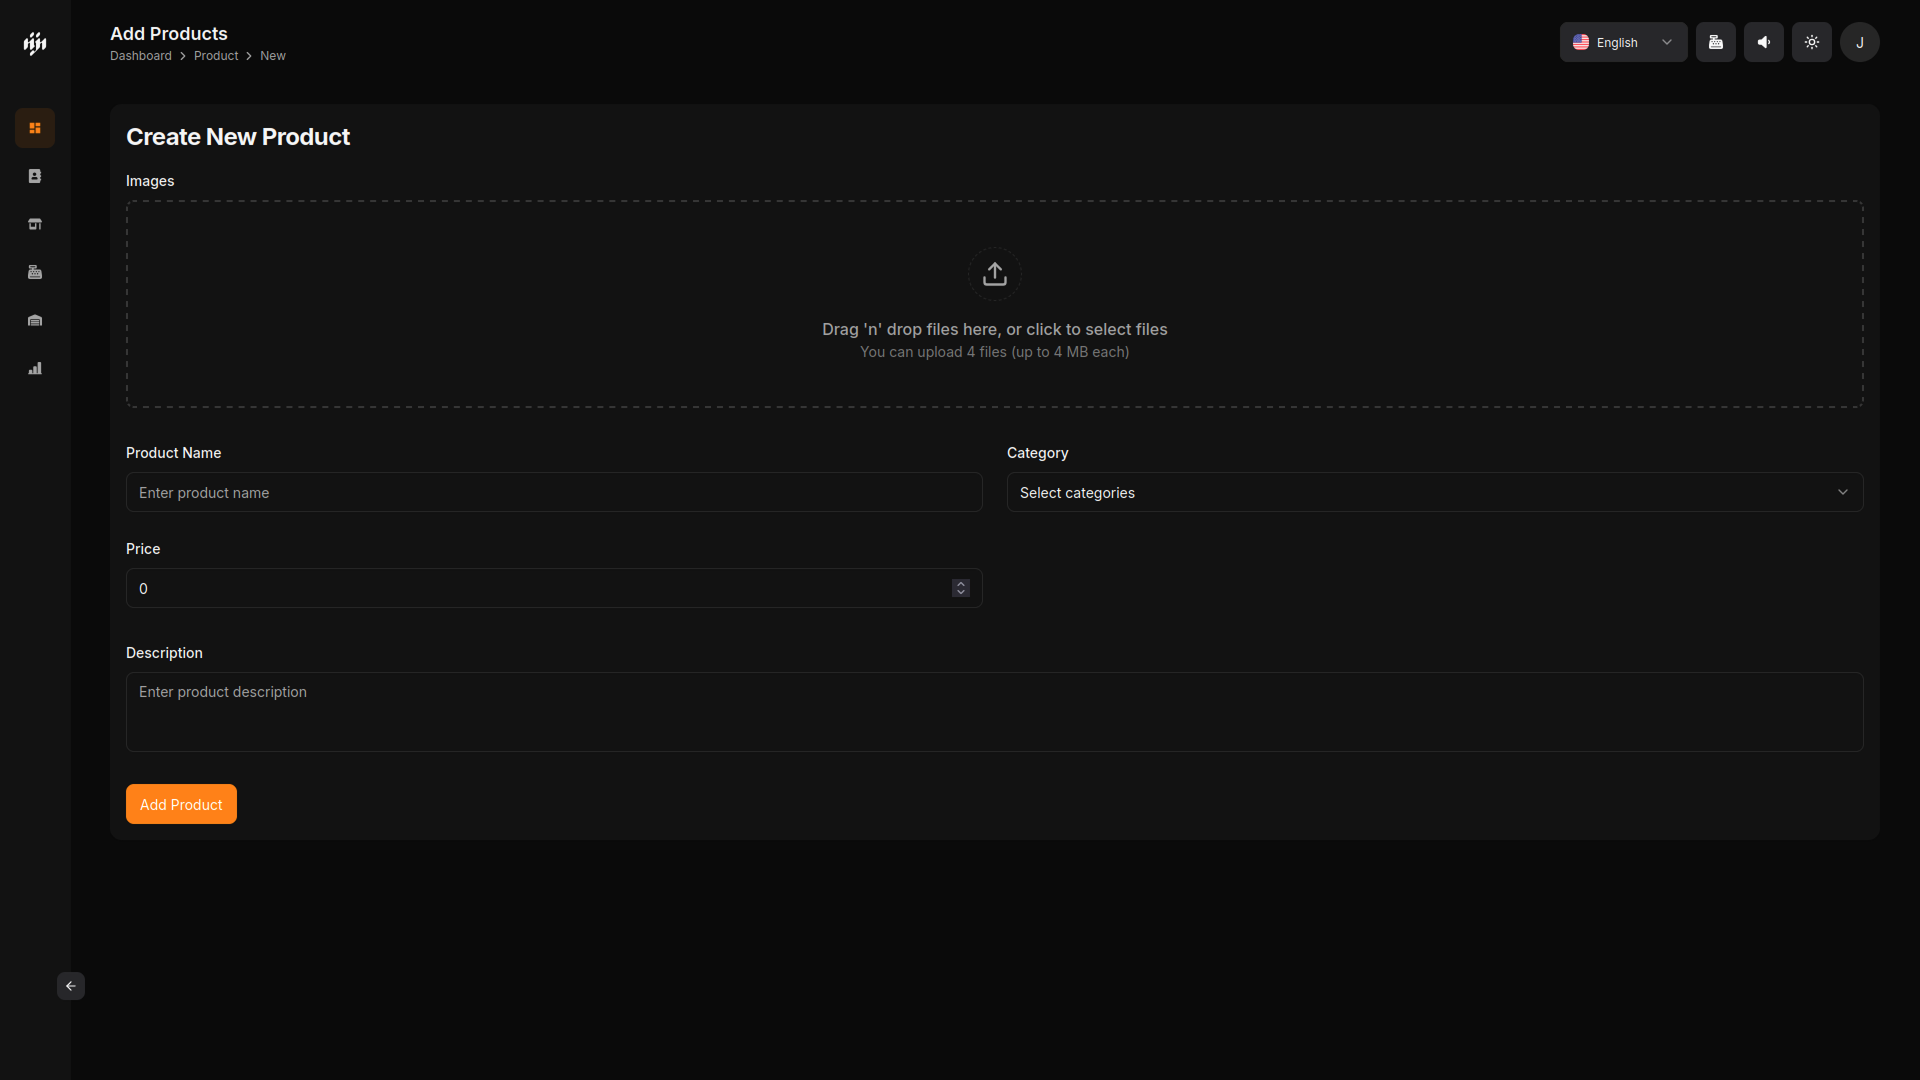 Add Products
Dashboard > Product > New
English
J
Create New Product
Images
Drag 'n' drop files here, or click to select files
You can upload 4 files (up to 4 MB each)
Product Name
Category
Enter product name
Select categories
Price
0
Description
Enter product description
Add Product